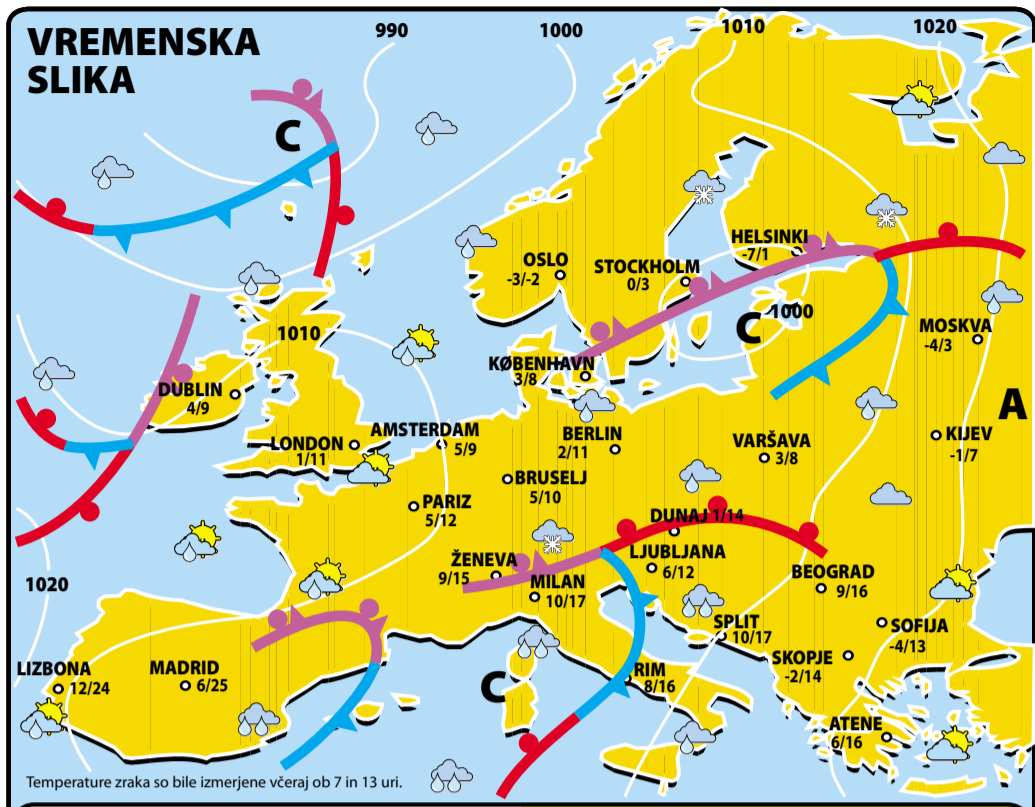 VREMENSKA
SLIKA
990
1000
1010
1020
C
OSLO
-3/-2
STOCKHOLM
0/3
HELSINKI
-7/1
C
1000
MOSKVA
-4/3
1010
KØBENHAVN
3/8
DUBLIN
4/9
A
LONDON
1/11
AMSTERDAM
5/9
BERLIN
2/11
VARŠAVA
3/8
KIJEV
-1/7
BRUSELJ
5/10
PARIZ
5/12
DUNAJ 1/14
ŽENEVA
9/15
LJUBLJANA
6/12
MILAN
10/17
BEOGRAD
9/16
1020
SPLIT
10/17
SOFIJA
-4/13
LIZBONA
12/24
MADRID
6/25
C
RIM
8/16
SKOPJE
-2/14
ATENE
6/16
Temperature zraka so bile izmerjene včeraj ob 7 in 13 uri.